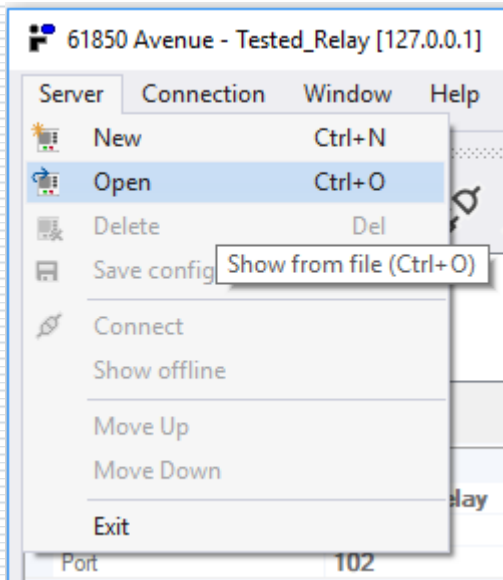 61850 Avenue - Tested_Relay [127.0.0.1]
Server Connection Window Help
New Ctrl+N
Open Ctrl+O
Delete Del
Save config
Show from file (Ctrl+O)
Connect
Show offline
Move Up
Move Down
Exit
elay
Port 102